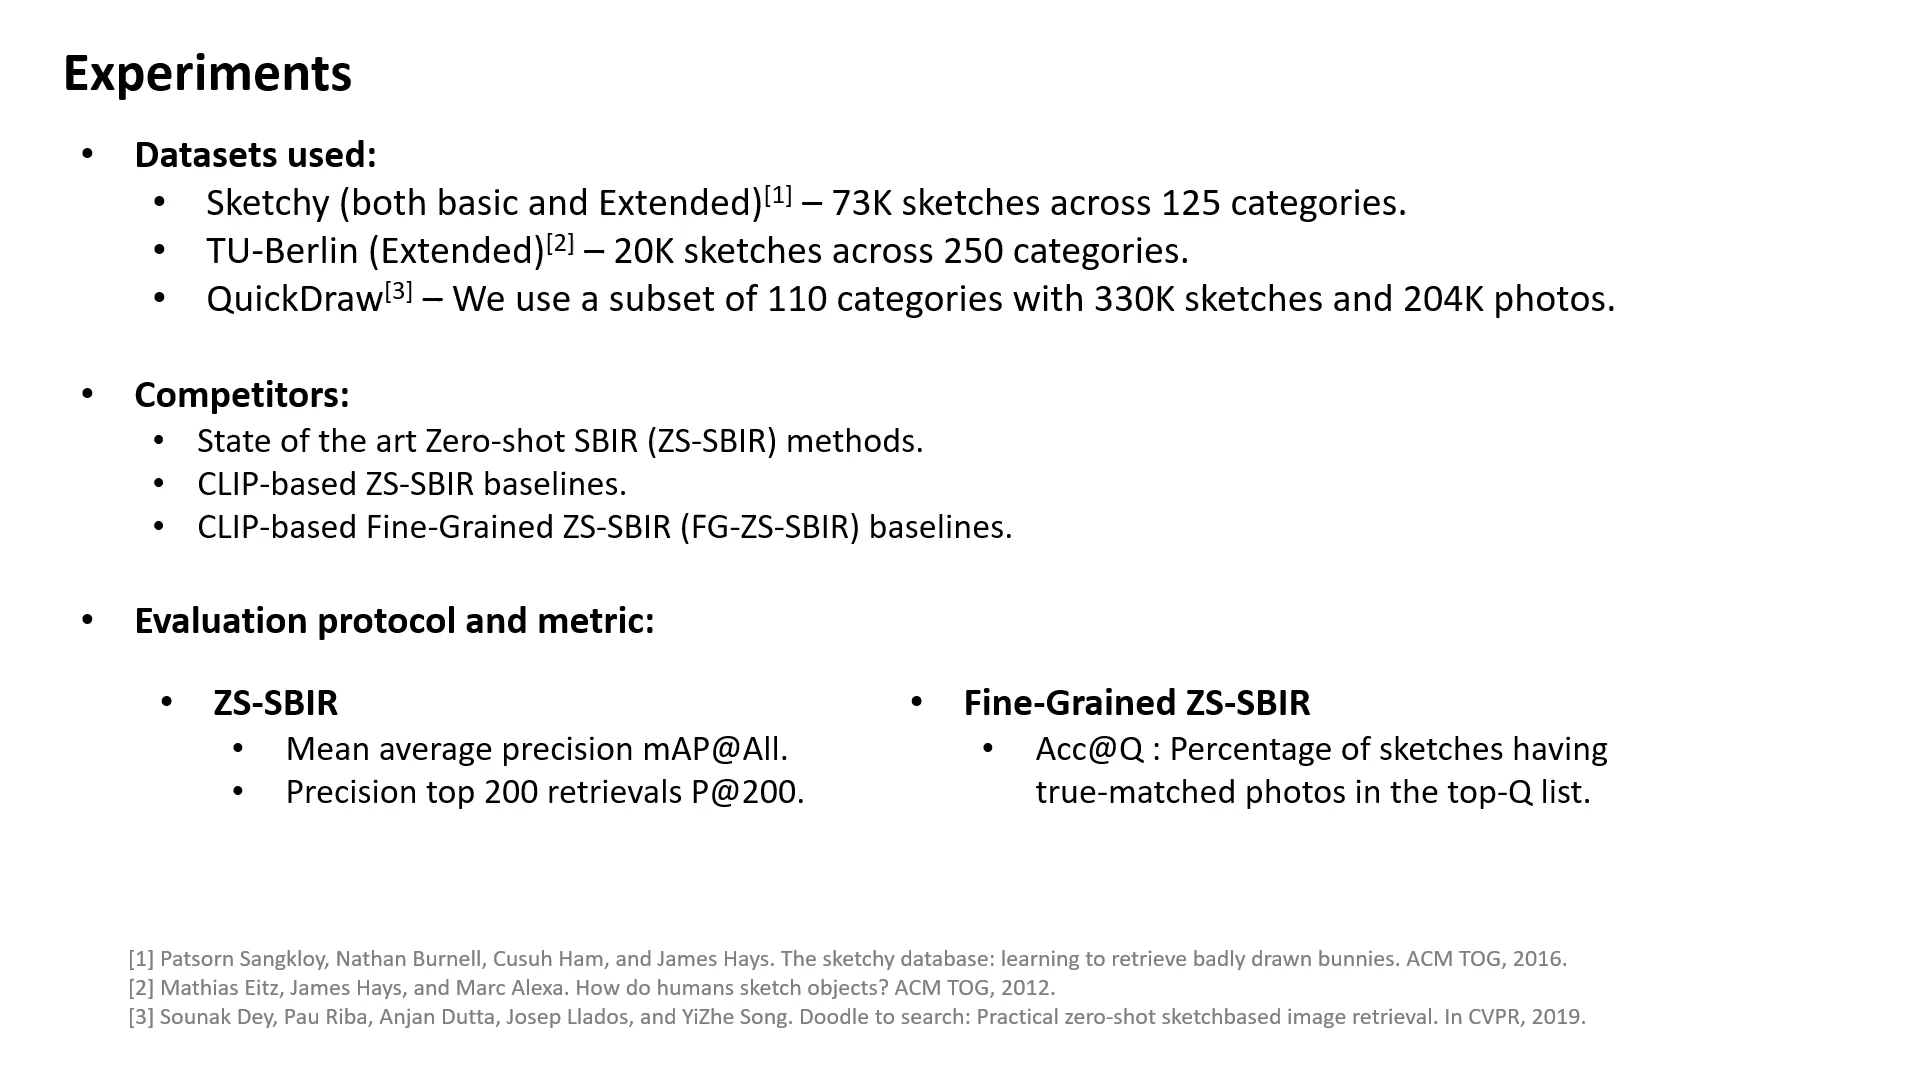 Experiments
• Datasets used:
• Sketchy (both basic and Extended)[1] – 73K sketches across 125 categories.
• TU-Berlin (Extended)[2] – 20K sketches across 250 categories.
• QuickDraw[3] – We use a subset of 110 categories with 330K sketches and 204K photos.
• Competitors:
• State of the art Zero-shot SBIR (ZS-SBIR) methods.
• CLIP-based ZS-SBIR baselines.
• CLIP-based Fine-Grained ZS-SBIR (FG-ZS-SBIR) baselines.
• Evaluation protocol and metric:
• ZS-SBIR
• Mean average precision mAP@All.
• Precision top 200 retrievals P@200.
• Fine-Grained ZS-SBIR
• Acc@Q : Percentage of sketches having
true-matched photos in the top-Q list.
[1] Patsorn Sangkloy, Nathan Burnell, Cusuh Ham, and James Hays. The sketchy database: learning to retrieve badly drawn bunnies. ACM TOG, 2016.
[2] Mathias Eitz, James Hays, and Marc Alexa. How do humans sketch objects? ACM TOG, 2012.
[3] Sounak Dey, Pau Riba, Anjan Dutta, Josep Llados, and YiZhe Song. Doodle to search: Practical zero-shot sketchbased image retrieval. In CVPR, 2019.